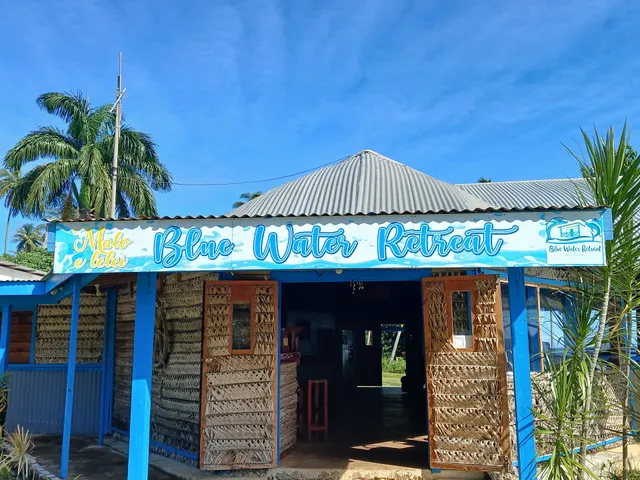 Malo
e lelei
Blue Water Retreat
BLUE WATER RETREAT